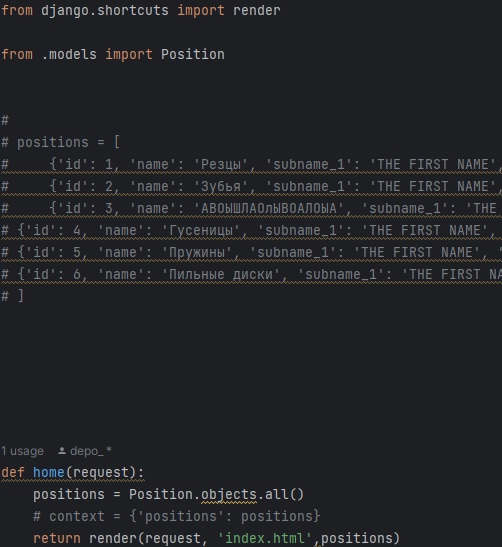 from django.shortcuts import render
from .models import Position
#
# positions = [
#     {'id': 1, 'name': 'Резцы', 'subname_1': 'THE FIRST NAME',
#     {'id': 2, 'name': 'Зубья', 'subname_1': 'THE FIRST NAME',
#     {'id': 3, 'name': 'АВОЫШЛАОлЫВОАЛОЫА', 'subname_1': 'THE
# {'id': 4, 'name': 'Гусеницы', 'subname_1': 'THE FIRST NAME',
# {'id': 5, 'name': 'Пружины', 'subname_1': 'THE FIRST NAME', '
# {'id': 6, 'name': 'Пильные диски', 'subname_1': 'THE FIRST NA
# ]
1 usage depo_ *
def home(request):
    positions = Position.objects.all()
    # context = {'positions': positions}
    return render(request, 'index.html',positions)